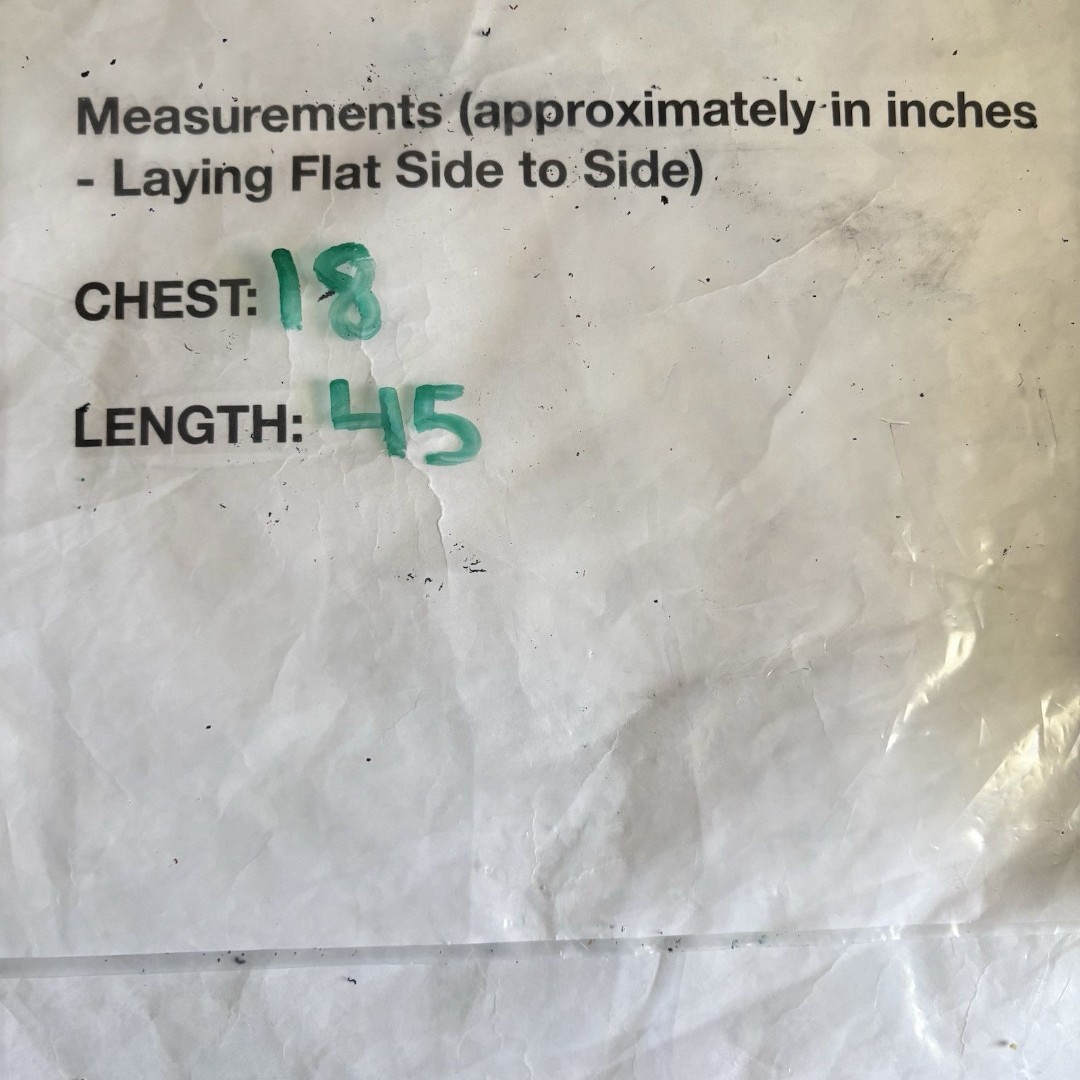 Measurements (approximately in inches
- Laying Flat Side to Side)
CHEST: 18
LENGTH: 45